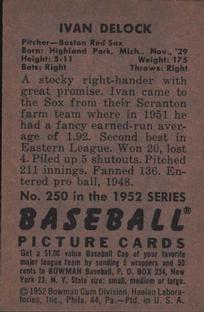 IVAN DELOCK
Pitcher—Boston Red Sox
Born: Highland Park, Mich., Nov., '29
Height: 5-11 Weight: 175
Bats: Right Throws: Right
A stocky right-hander with
great promise. Ivan came to
the Sox from their Scranton
farm team where in 1951 he
had a fancy earned-run aver-
age of 1.92. Second best in
Eastern League. Won 20, lost
4. Piled up 5 shutouts. Pitched
211 innings. Fanned 136. En-
tered pro ball, 1948.
No. 250 in the 1952 SERIES
BASEBALL®
PICTURE CARDS
Get a $1.00 value Baseball Cap of your favorite
major league team by sending 5 wrappers and 50
cents to BOWMAN Baseball, P. O. BOX 234, New
York 23, N. Y. State size: small, medium or large.
©1952 Bowman Gum Division, Haelan Labora-
tories, Inc., Phila. 44, Pa.—Ptd. in U. S. A.